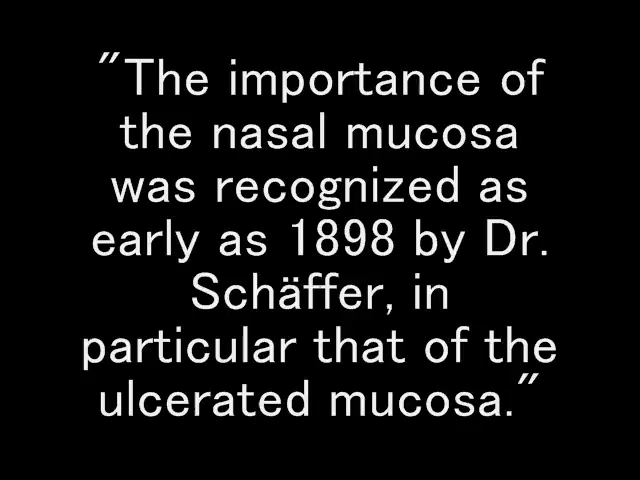 "The importance of
the nasal mucosa
was recognized as
early as 1898 by Dr.
Schäffer, in
particular that of the
ulcerated mucosa."